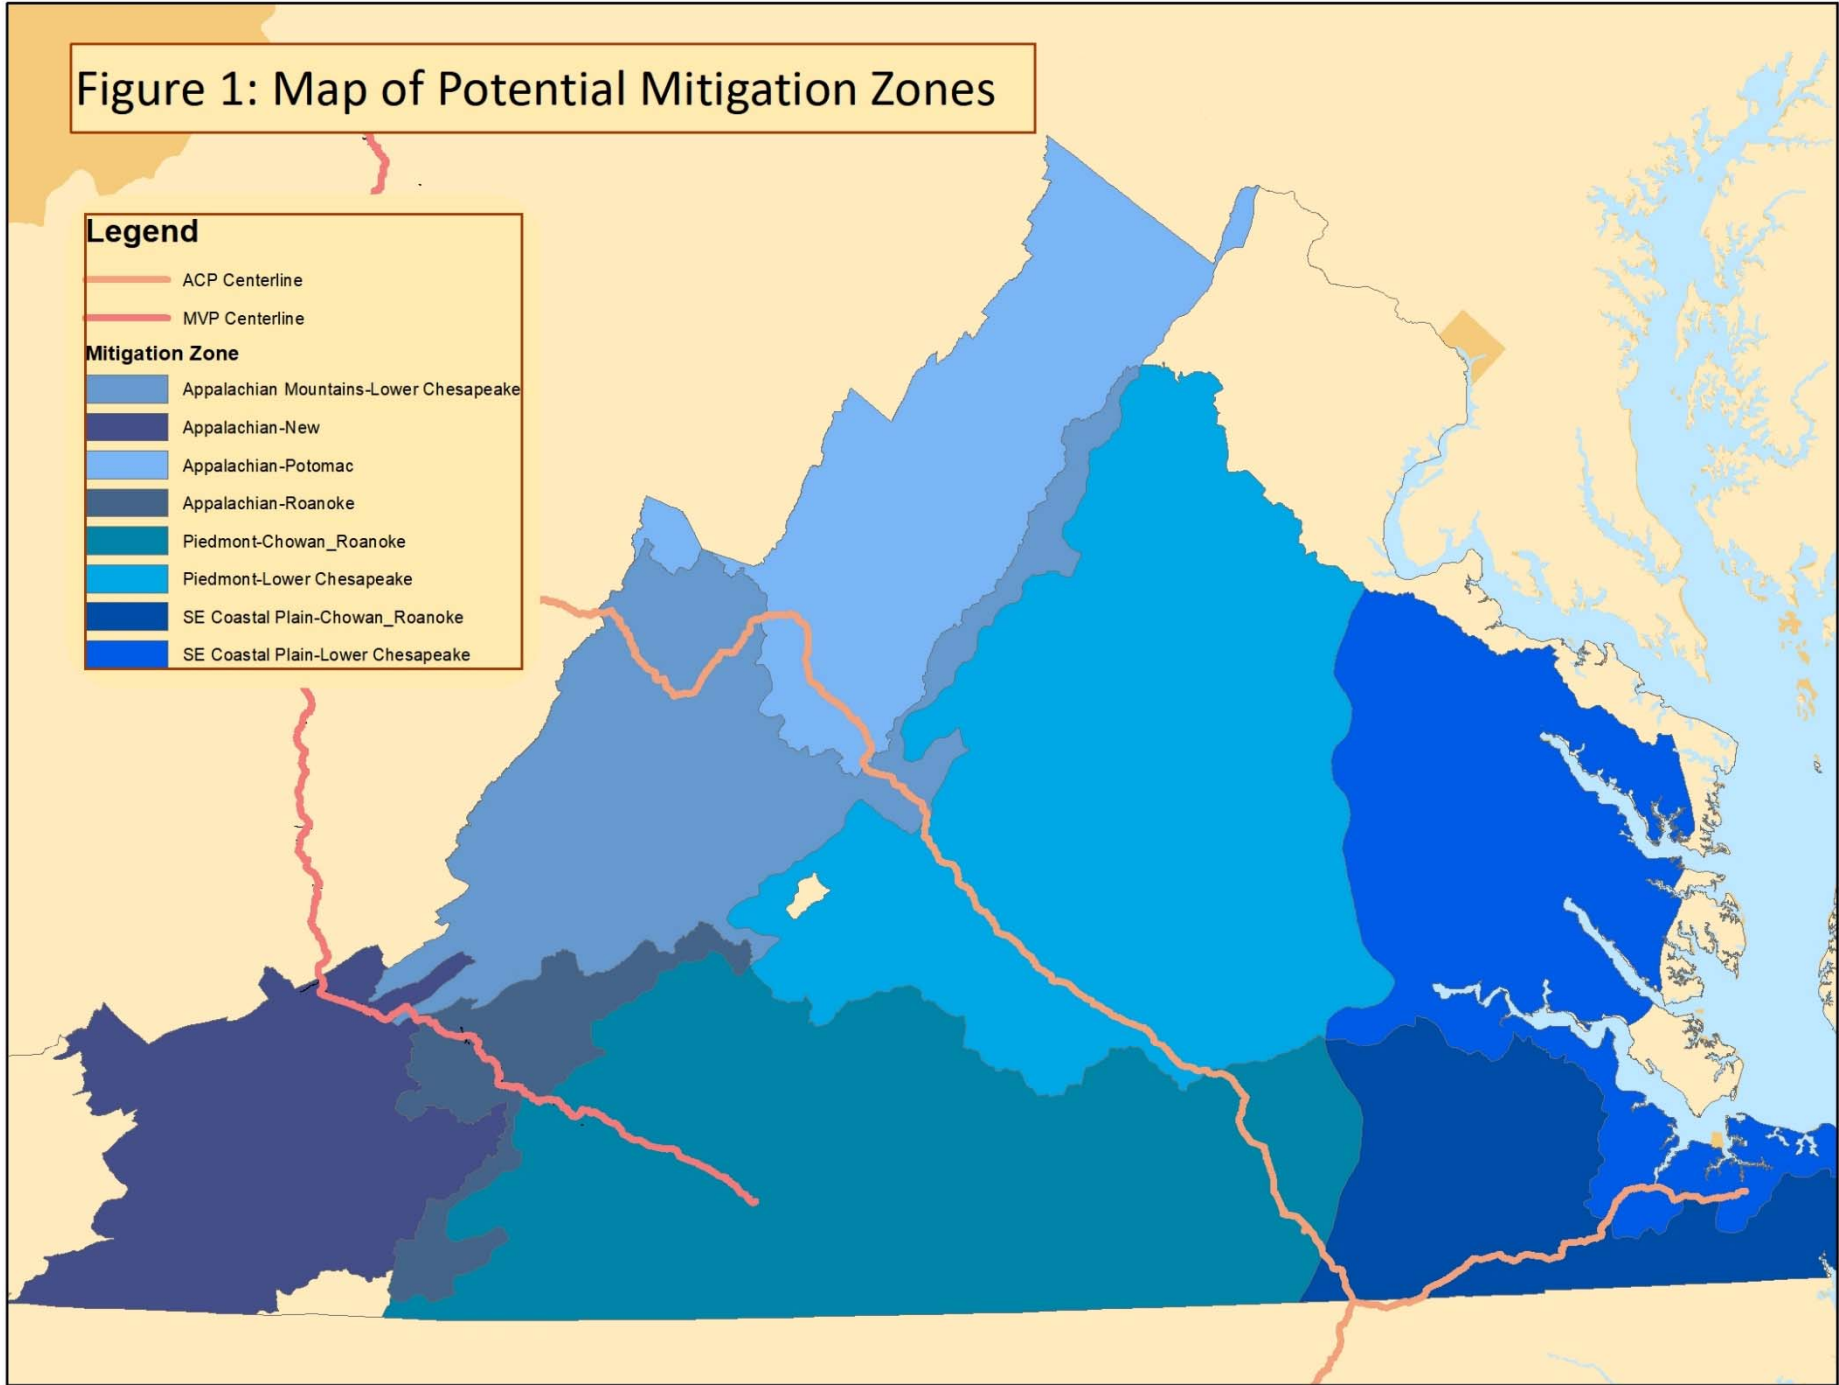 Figure 1: Map of Potential Mitigation Zones
Legend
ACP Centerline
MVP Centerline
Mitigation Zone
Appalachian Mountains-Lower Chesapeake
Appalachian-New
Appalachian-Potomac
Appalachian-Roanoke
Piedmont-Chowan_Roanoke
Piedmont-Lower Chesapeake
SE Coastal Plain-Chowan_Roanoke
SE Coastal Plain-Lower Chesapeake